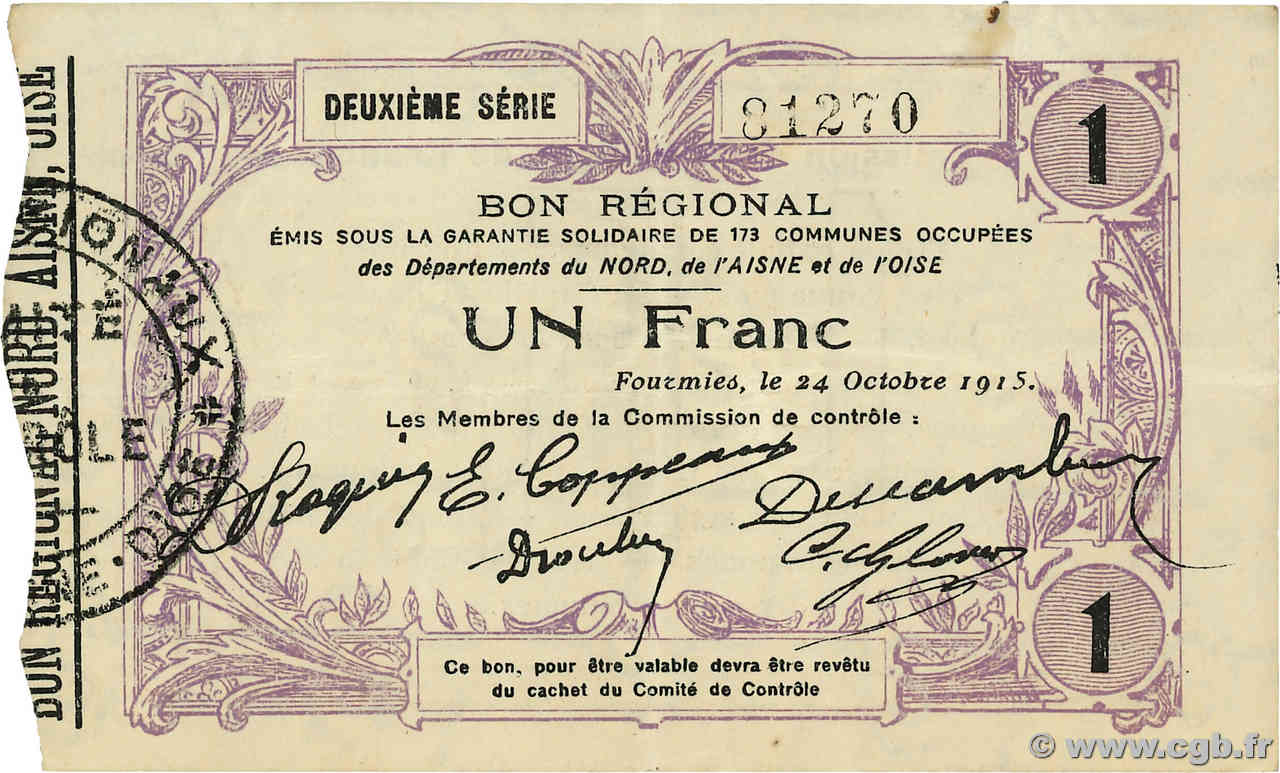 DEUXIÈME SÉRIE
81270
1
BON RÉGIONAL
ÉMIS SOUS LA GARANTIE SOLIDAIRE DE 173 COMMUNES OCCUPÉES
des Départements du NORD, de l'AISNE et de l'OISE
UN Franc
Fourmies, le 24 Octobre 1915.
Les Membres de la Commission de contrôle :
E. Coppeaux
1
Ce bon, pour être valable devra être revêtu
du cachet du Comité de Contrôle
BON RÉGIONAL NORD, AISNE, OISE
© www.cgb.fr